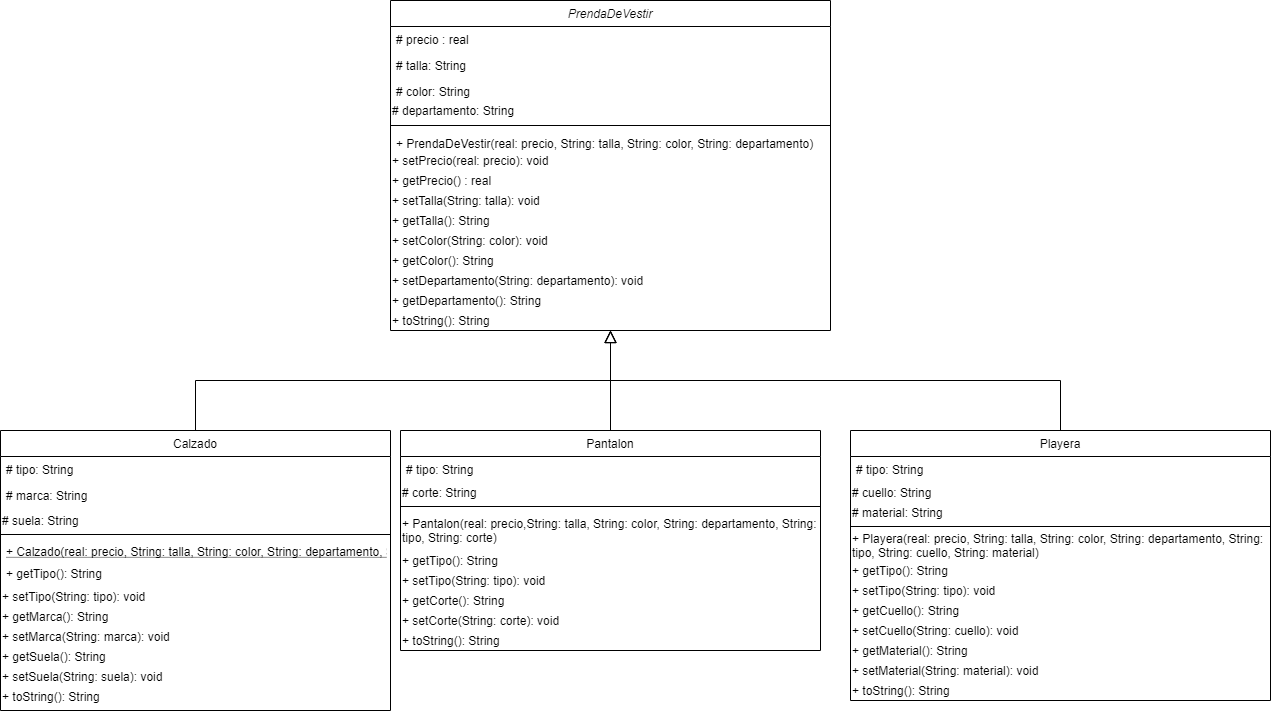 PrendaDeVestir
# precio : real
# talla: String
# color: String
# departamento: String
+ PrendaDeVestir(real: precio, String: talla, String: color, String: departamento)
+ setPrecio(real: precio): void
+ getPrecio() : real
+ setTalla(String: talla): void
+ getTalla(): String
+ setColor(String: color): void
+ getColor(): String
+ setDepartamento(String: departamento): void
+ getDepartamento(): String
+ toString(): String
Calzado
# tipo: String
# marca: String
# suela: String
+ Calzado(real: precio, String: talla, String: color, String: departamento,
+ getTipo(): String
+ setTipo(String: tipo): void
+ getMarca(): String
+ setMarca(String: marca): void
+ getSuela(): String
+ setSuela(String: suela): void
+ toString(): String
Pantalon
# tipo: String
# corte: String
+ Pantalon(real: precio,String: talla, String: color, String: departamento, String:
tipo, String: corte)
+ getTipo(): String
+ setTipo(String: tipo): void
+ getCorte(): String
+ setCorte(String: corte): void
+ toString(): String
Playera
# tipo: String
# cuello: String
# material: String
+ Playera(real: precio, String: talla, String: color, String: departamento, String:
tipo, String: cuello, String: material)
+ getTipo(): String
+ setTipo(String: tipo): void
+ getCuello(): String
+ setCuello(String: cuello): void
+ getMaterial(): String
+ setMaterial(String: material): void
+ toString(): String